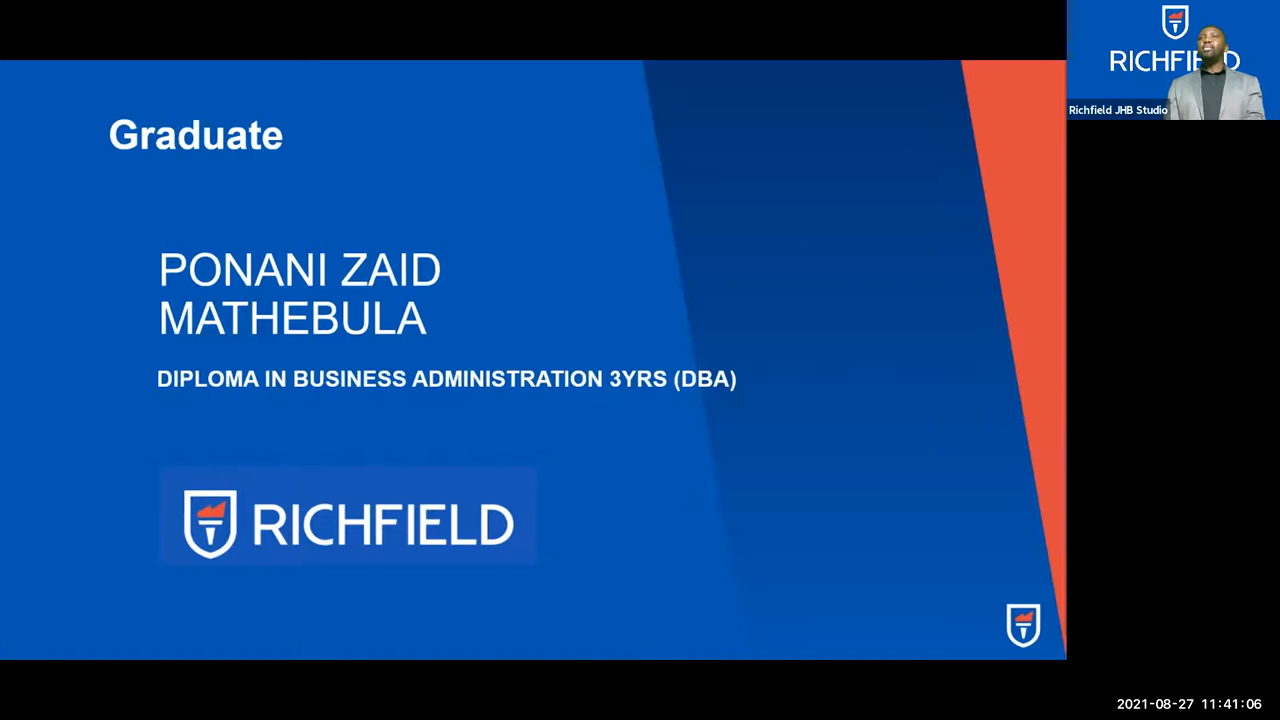 Graduate
PONANI ZAID
MATHEBULA
DIPLOMA IN BUSINESS ADMINISTRATION 3YRS (DBA)
RICHFIELD
RICHFIELD
Richfield JHB Studio
2021-08-27 11:41:06